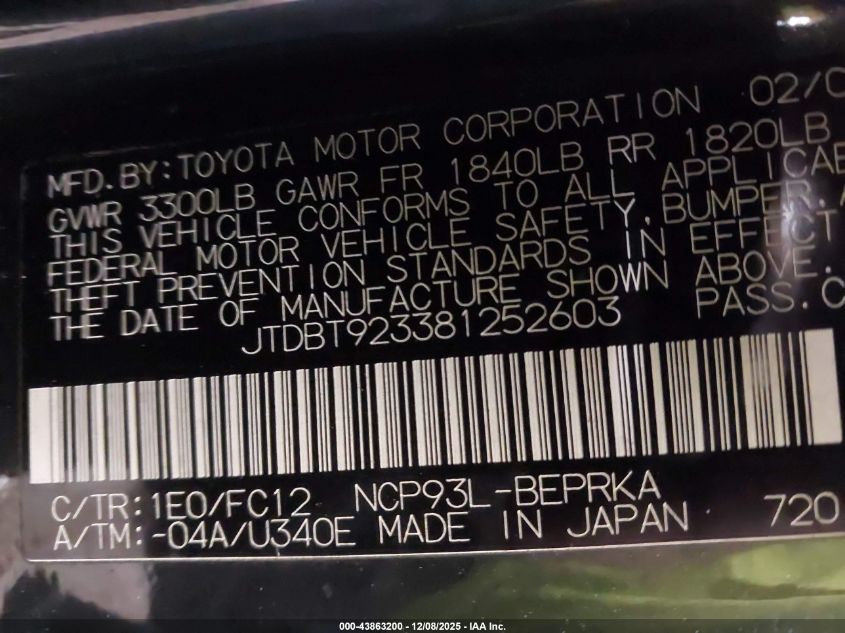 MFD. BY: TOYOTA MOTOR CORPORATION 02/0
GVWR 3300LB GAWR FR 1840LB RR 1820LB
THIS VEHICLE CONFORMS TO ALL APPLICAB
FEDERAL MOTOR VEHICLE SAFETY, BUMPER, A
THEFT PREVENTION STANDARDS IN EFFECT
THE DATE OF MANUFACTURE SHOWN ABOVE.
JTDBT923381252603 PASS.C
C/TR: 1E0/FC12 NCP93L-BEPRKA
A/TM: -04A/U340E MADE IN JAPAN 720
000-43863200 - 12/08/2025 - IAA Inc.